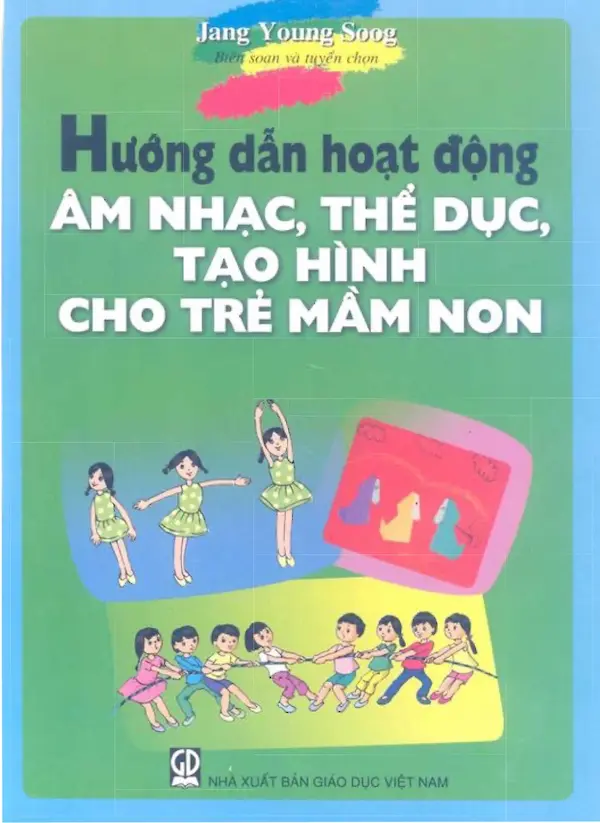 Jang Young Soog
Biên soạn và tuyển chọn
Hướng dẫn hoạt động
ÂM NHẠC, THỂ DỤC,
TẠO HÌNH
CHO TRẺ MẦM NON
GD
NHÀ XUẤT BẢN GIÁO DỤC VIỆT NAM